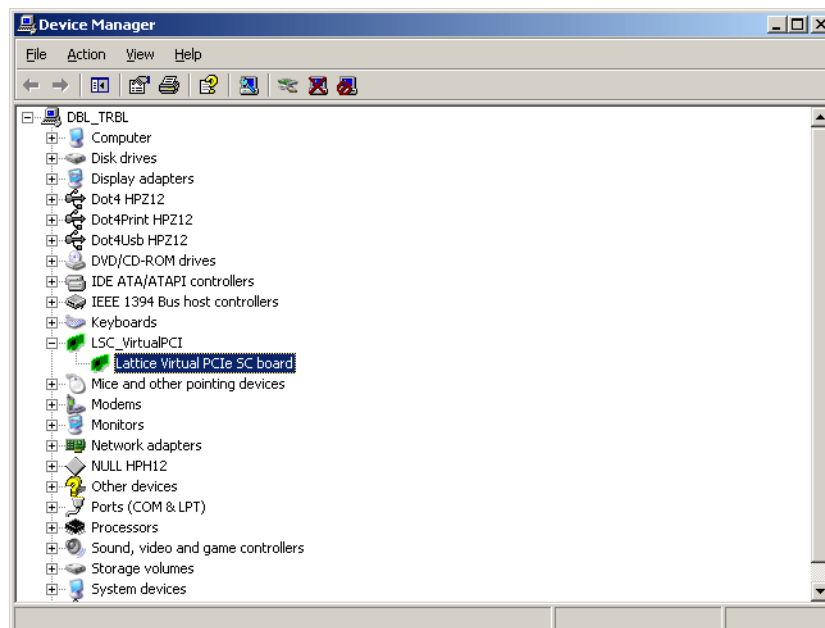 Device Manager
File Action View Help
DBL_TRBL
Computer
Disk drives
Display adapters
Dot4 HPZ12
Dot4Print HPZ12
Dot4Usb HPZ12
DVD/CD-ROM drives
IDE ATA/ATAPI controllers
IEEE 1394 Bus host controllers
Keyboards
LSC_VirtualPCI
Lattice Virtual PCIe SC board
Mice and other pointing devices
Modems
Monitors
Network adapters
NULL HPH12
Other devices
Ports (COM & LPT)
Processors
Sound, video and game controllers
Storage volumes
System devices